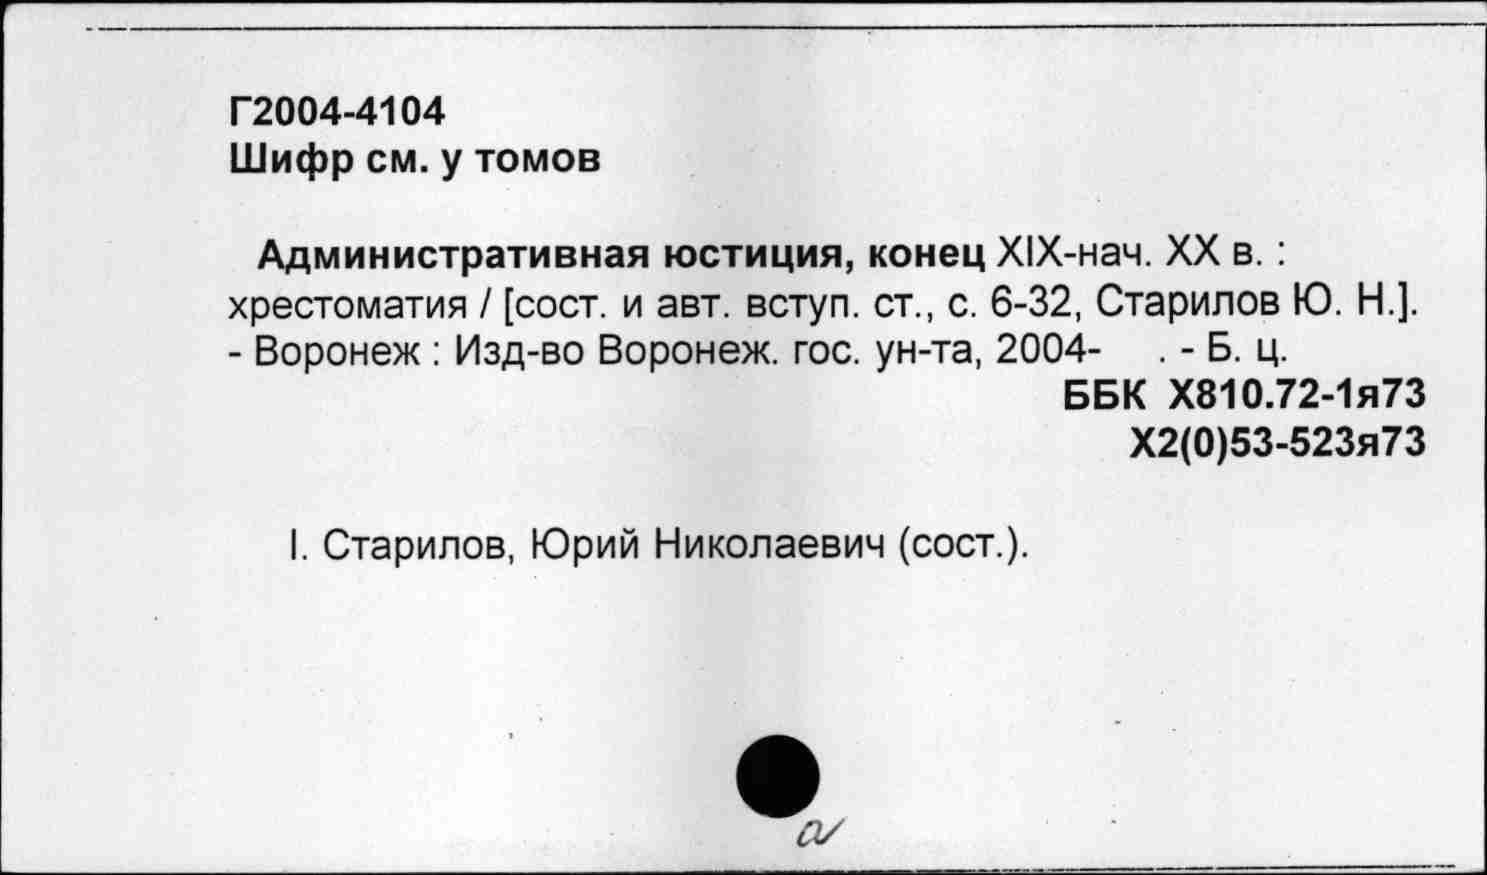 Г2004-4104
Шифр см. у томов
Административная юстиция, конец XIX-нач. XX в. :
хрестоматия / [сост. и авт. вступ. ст., с. 6-32, Старилов Ю. Н.].
- Воронеж : Изд-во Воронеж. гос. ун-та, 2004-    . - Б. ц.
ББК Х810.72-1я73
Х2(0)53-523я73
I. Старилов, Юрий Николаевич (сост.).